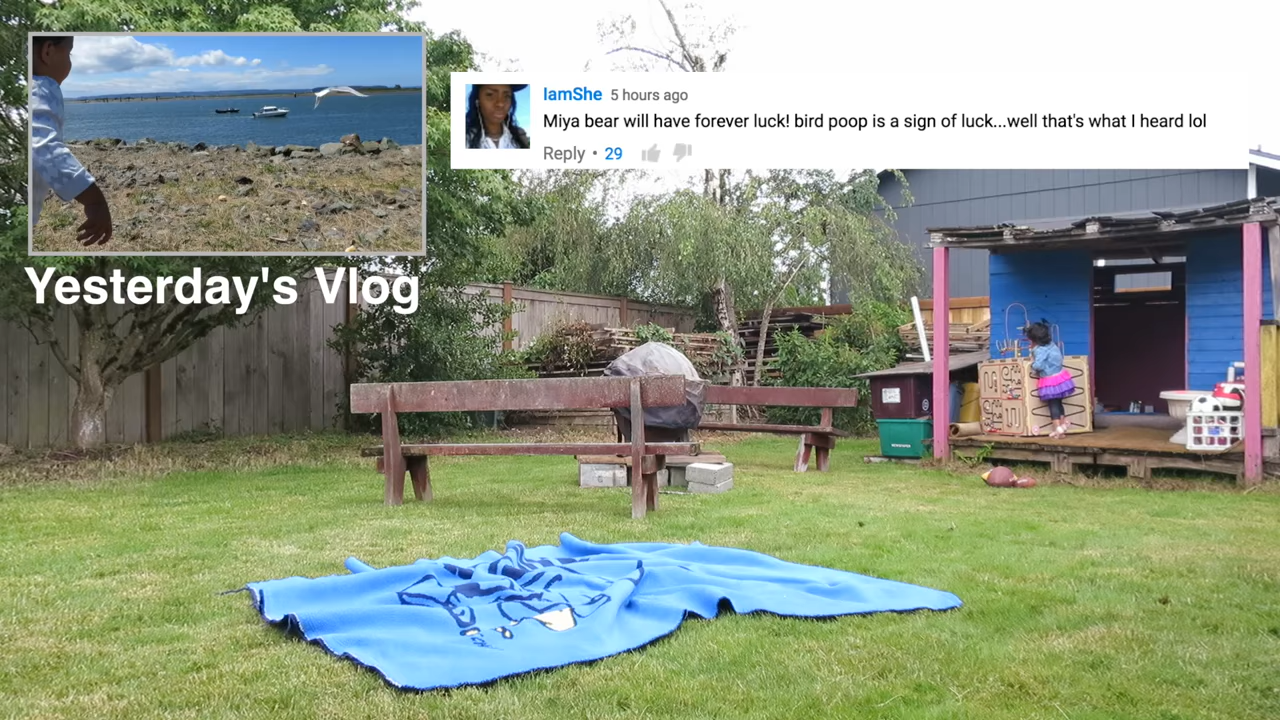 IamShe 5 hours ago
Miya bear will have forever luck! bird poop is a sign of luck...well that's what I heard lol
Reply • 29
Yesterday's Vlog